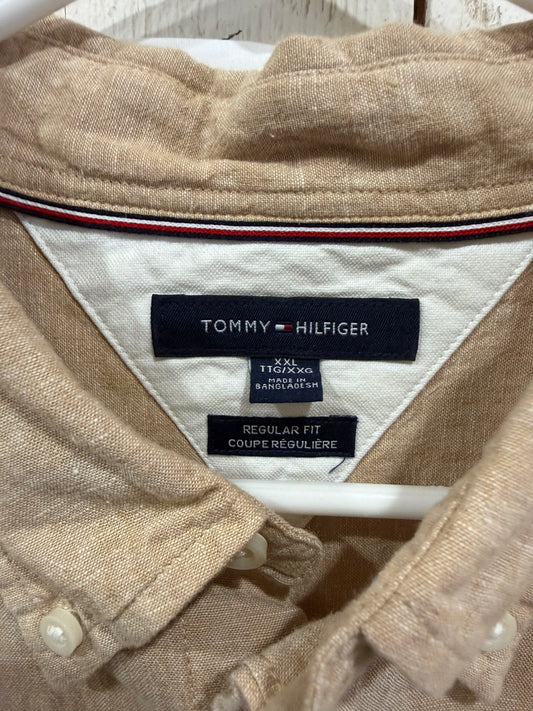 TOMMY HILFIGER
XXL
TTG/XXG
MADE IN
BANGLADESH
REGULAR FIT
COUPE RÉGULIÈRE